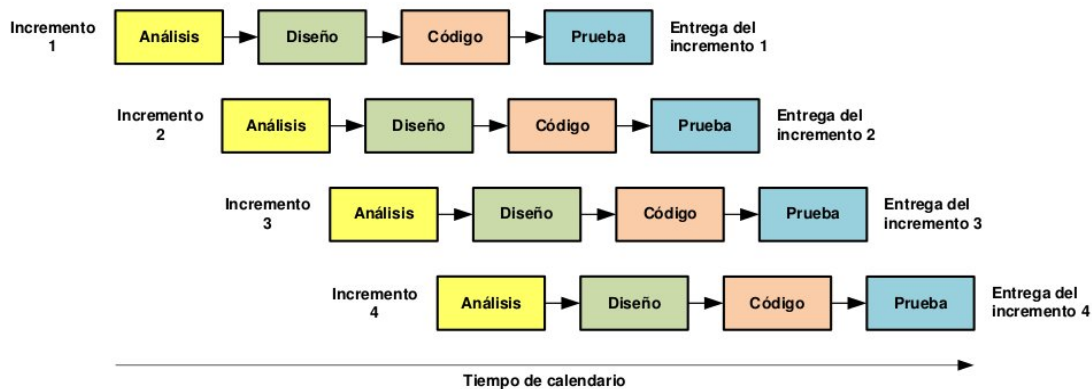 Incremento
1
Análisis
Diseño
Código
Prueba
Entrega del
incremento 1
Incremento
2
Análisis
Diseño
Código
Prueba
Entrega del
incremento 2
Incremento
3
Análisis
Diseño
Código
Prueba
Entrega del
incremento 3
Incremento
4
Análisis
Diseño
Código
Prueba
Entrega del
incremento 4
Tiempo de calendario